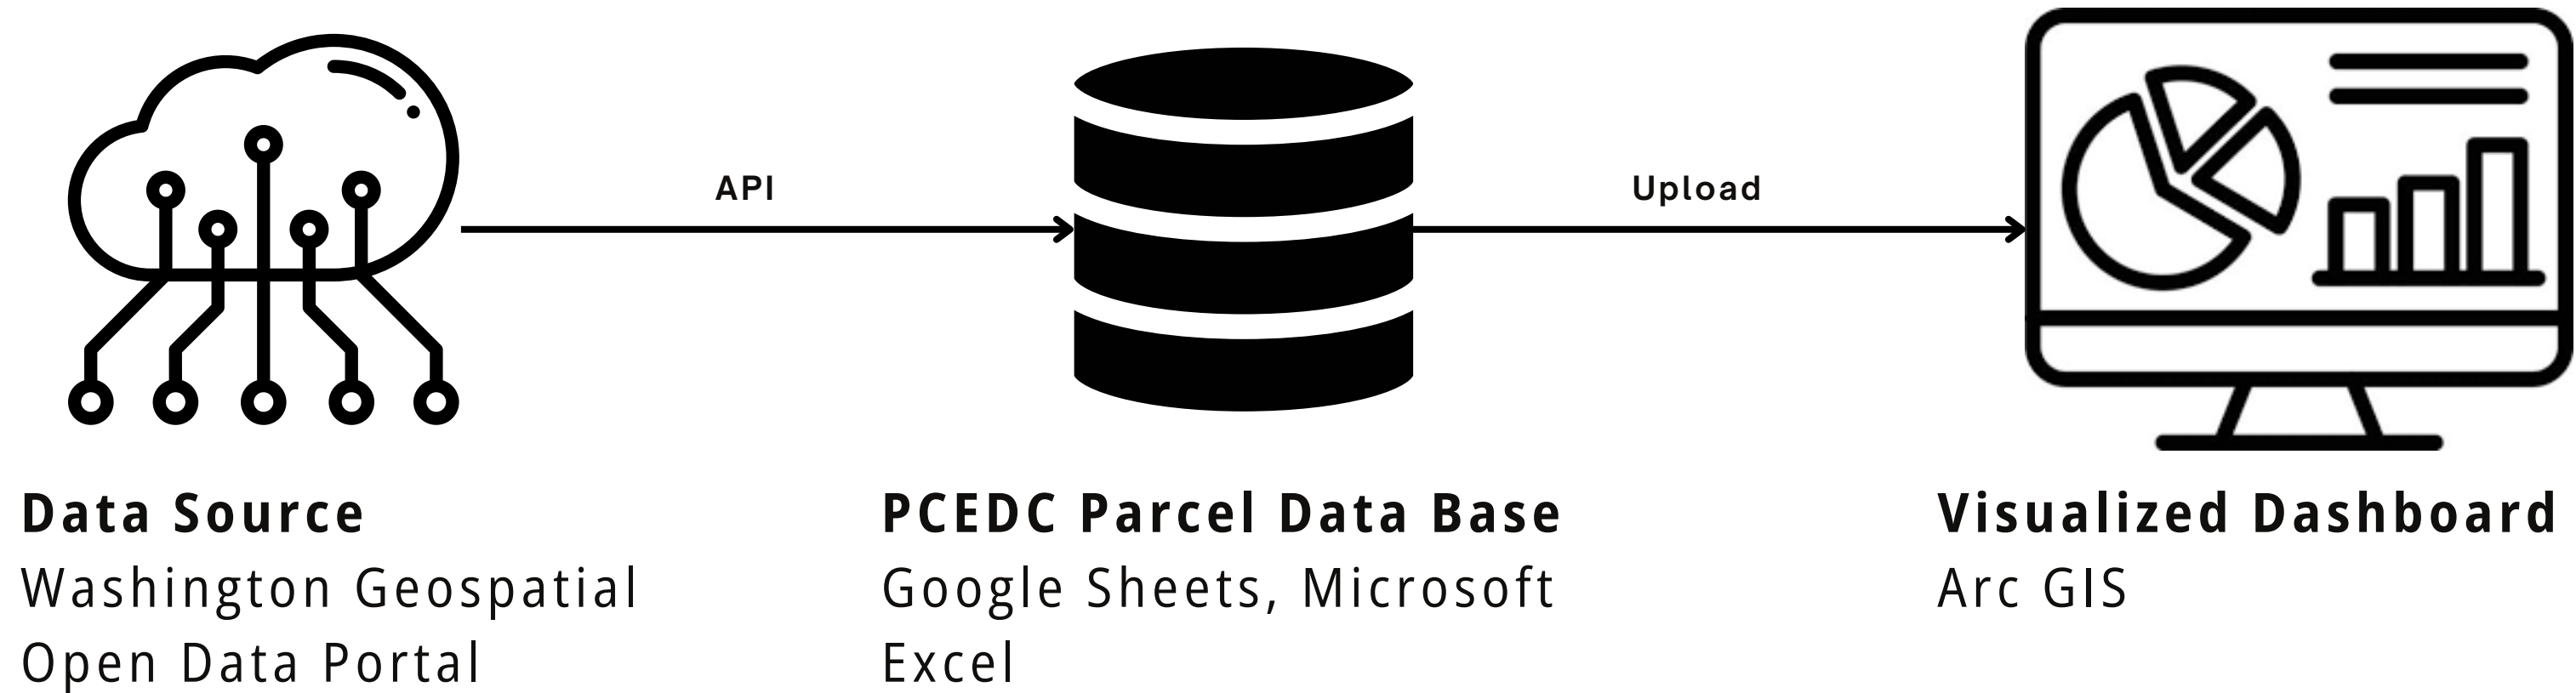 API
Upload
Data Source
Washington Geospatial
Open Data Portal
PCEDC Parcel Data Base
Google Sheets, Microsoft
Excel
Visualized Dashboard
Arc GIS